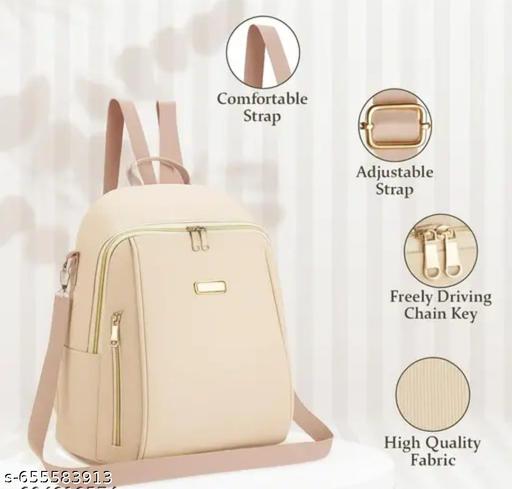 Comfortable
Strap
Adjustable
Strap
Freely Driving
Chain Key
High Quality
Fabric
s-655583913